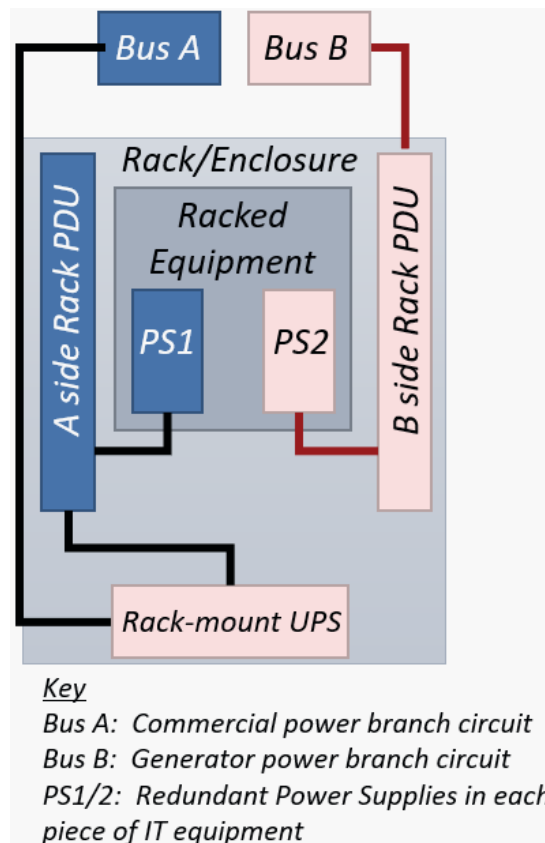 Bus A
Bus B
Rack/Enclosure
A side Rack PDU
Racked
Equipment
B side Rack PDU
PS1
PS2
Rack-mount UPS
Key
Bus A:  Commercial power branch circuit
Bus B:  Generator power branch circuit
PS1/2:  Redundant Power Supplies in each
piece of IT equipment